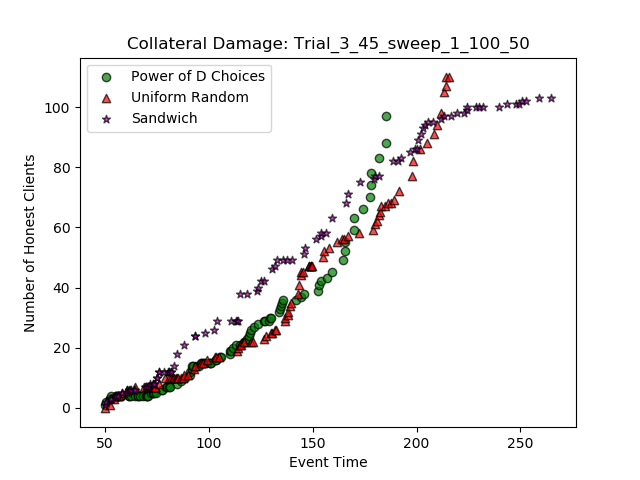 Collateral Damage: Trial_3_45_sweep_1_100_50
Power of D Choices
Uniform Random
Sandwich
Number of Honest Clients
100
80
60
40
20
0
50
100
150
200
250
Event Time